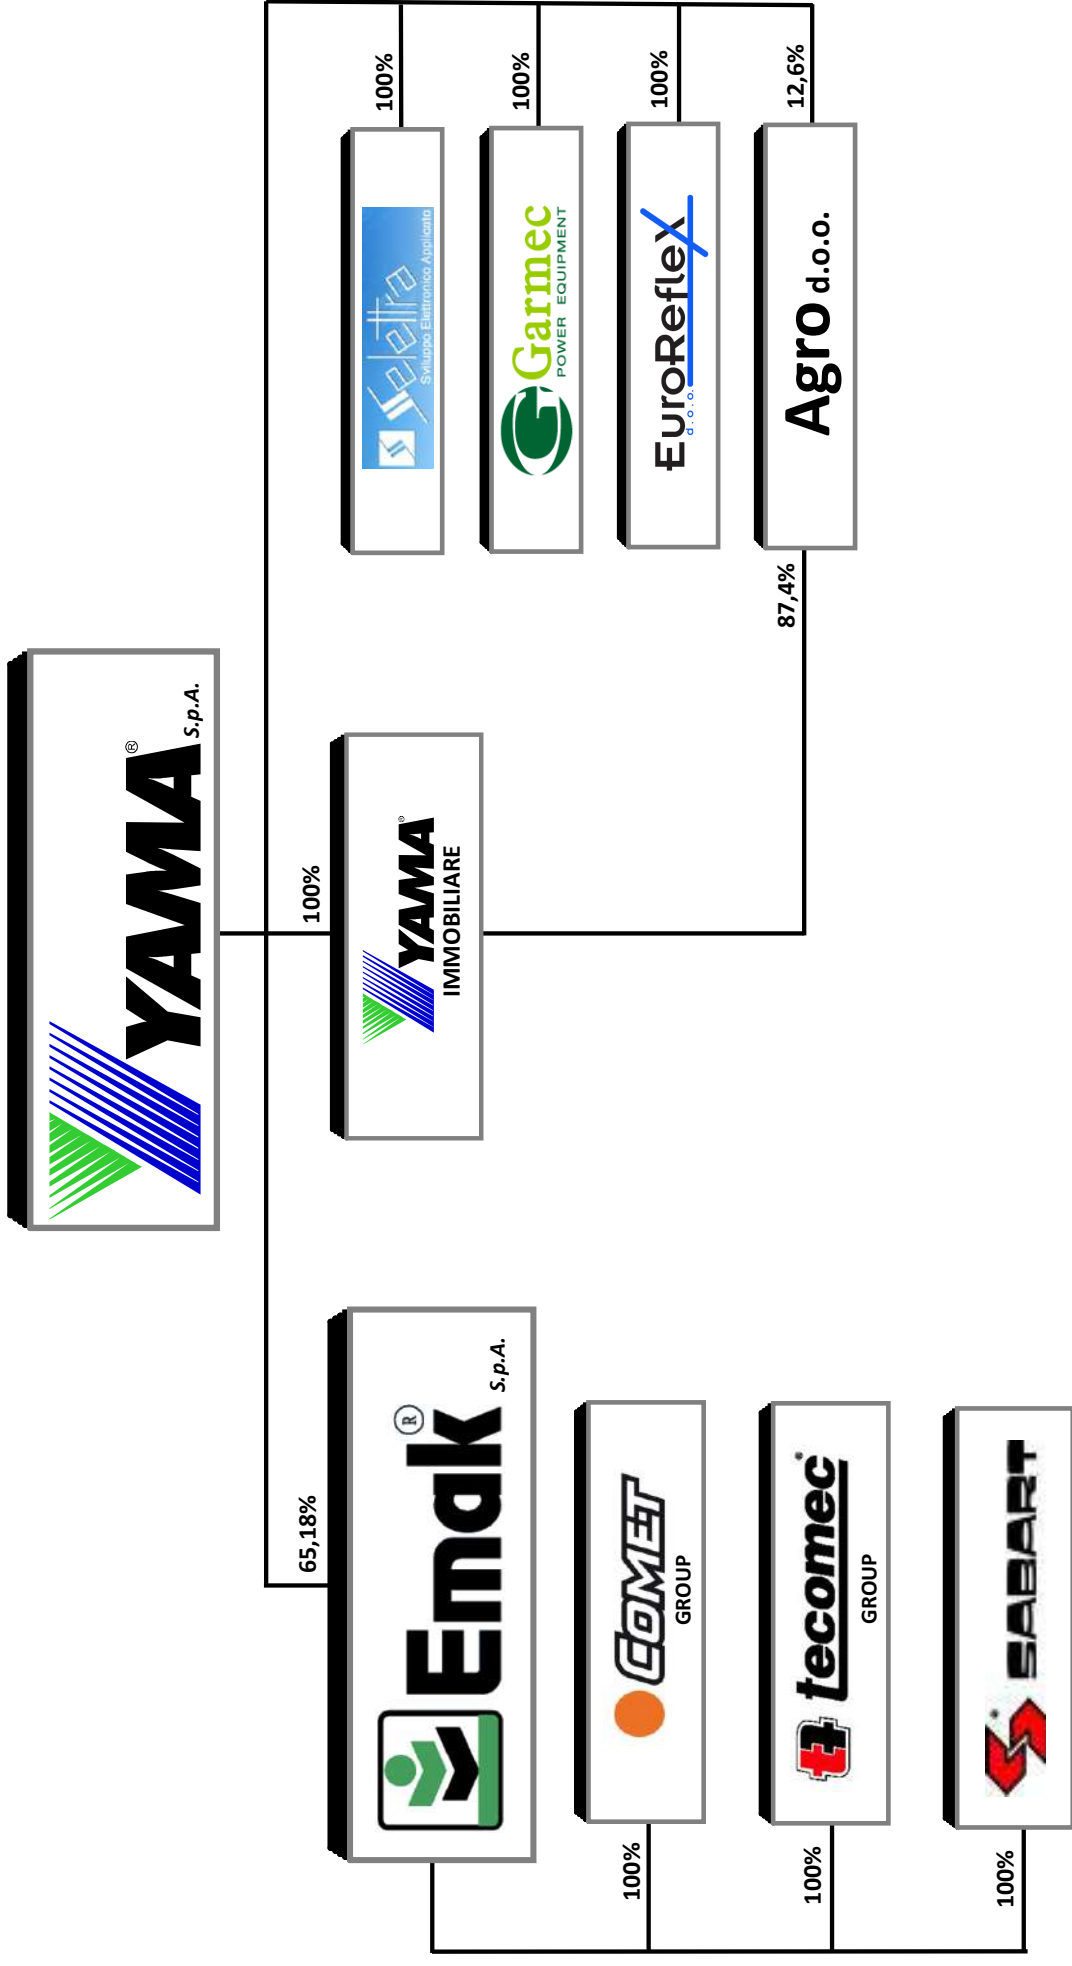 YAMA®
S.p.A.
65,18%
100%
Emak®
S.p.A.
YAMA®
IMMOBILIARE
100%
Selettra
Sviluppo Elettronico Applicato
100%
COMET
GROUP
G Garmec
POWER EQUIPMENT
100%
100%
tecomec
GROUP
EuroReflex
d.o.o.
100%
100%
SABART
100%
87,4%
Agro d.o.o.
12,6%